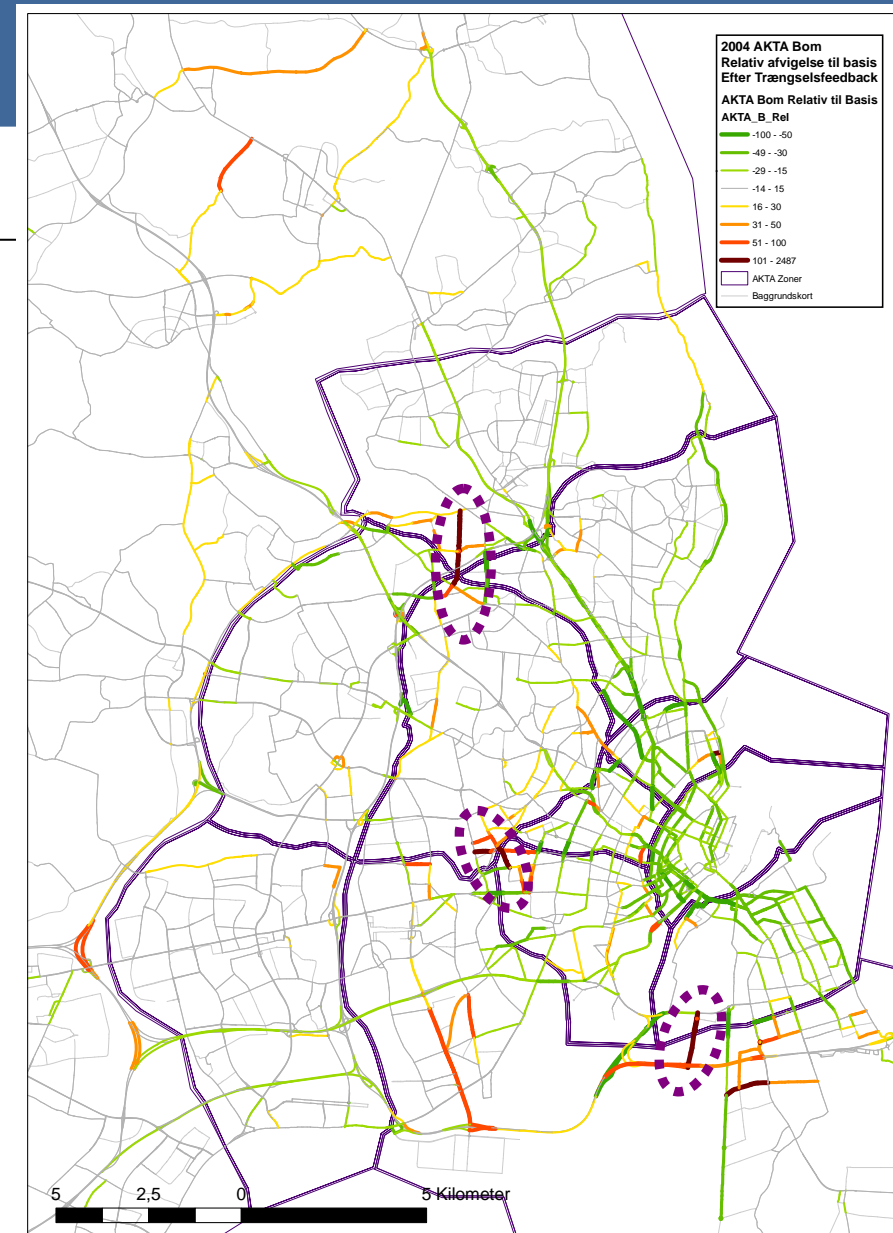 2004 AKTA Bom
Relativ afvigelse til basis
Efter Trængselsfeedback
AKTA Bom Relativ til Basis
AKTA_B_Rel
-100 - -50
-49 - -30
-29 - -15
-14 - 15
16 - 30
31 - 50
51 - 100
101 - 2487
AKTA Zoner
Baggrundskort
5 2,5 0 5 Kilometer